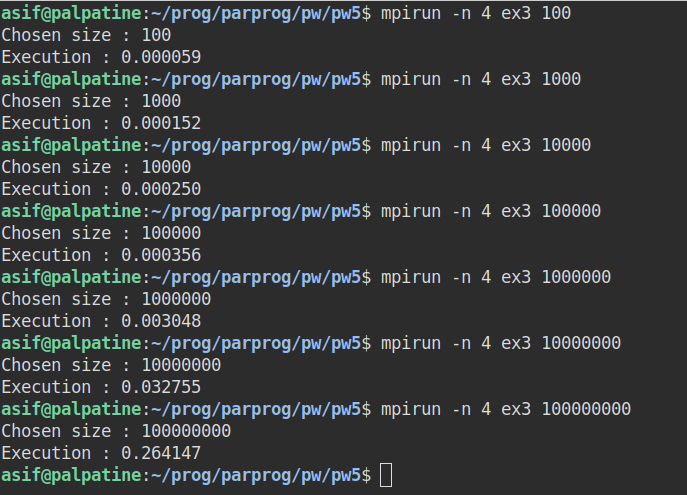 asif@palpatine:~/prog/parprog/pw/pw5$ mpirun -n 4 ex3 100
Chosen size : 100
Execution : 0.000059
asif@palpatine:~/prog/parprog/pw/pw5$ mpirun -n 4 ex3 1000
Chosen size : 1000
Execution : 0.000152
asif@palpatine:~/prog/parprog/pw/pw5$ mpirun -n 4 ex3 10000
Chosen size : 10000
Execution : 0.000250
asif@palpatine:~/prog/parprog/pw/pw5$ mpirun -n 4 ex3 100000
Chosen size : 100000
Execution : 0.000356
asif@palpatine:~/prog/parprog/pw/pw5$ mpirun -n 4 ex3 1000000
Chosen size : 1000000
Execution : 0.003048
asif@palpatine:~/prog/parprog/pw/pw5$ mpirun -n 4 ex3 10000000
Chosen size : 10000000
Execution : 0.032755
asif@palpatine:~/prog/parprog/pw/pw5$ mpirun -n 4 ex3 100000000
Chosen size : 100000000
Execution : 0.264147
asif@palpatine:~/prog/parprog/pw/pw5$